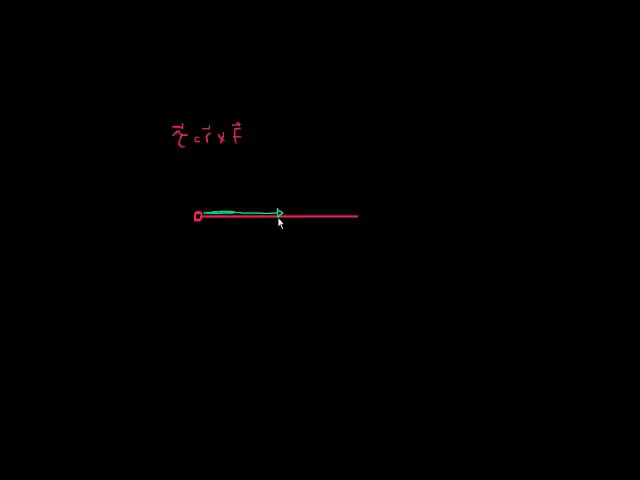 τ⃗ = r⃗ × F⃗